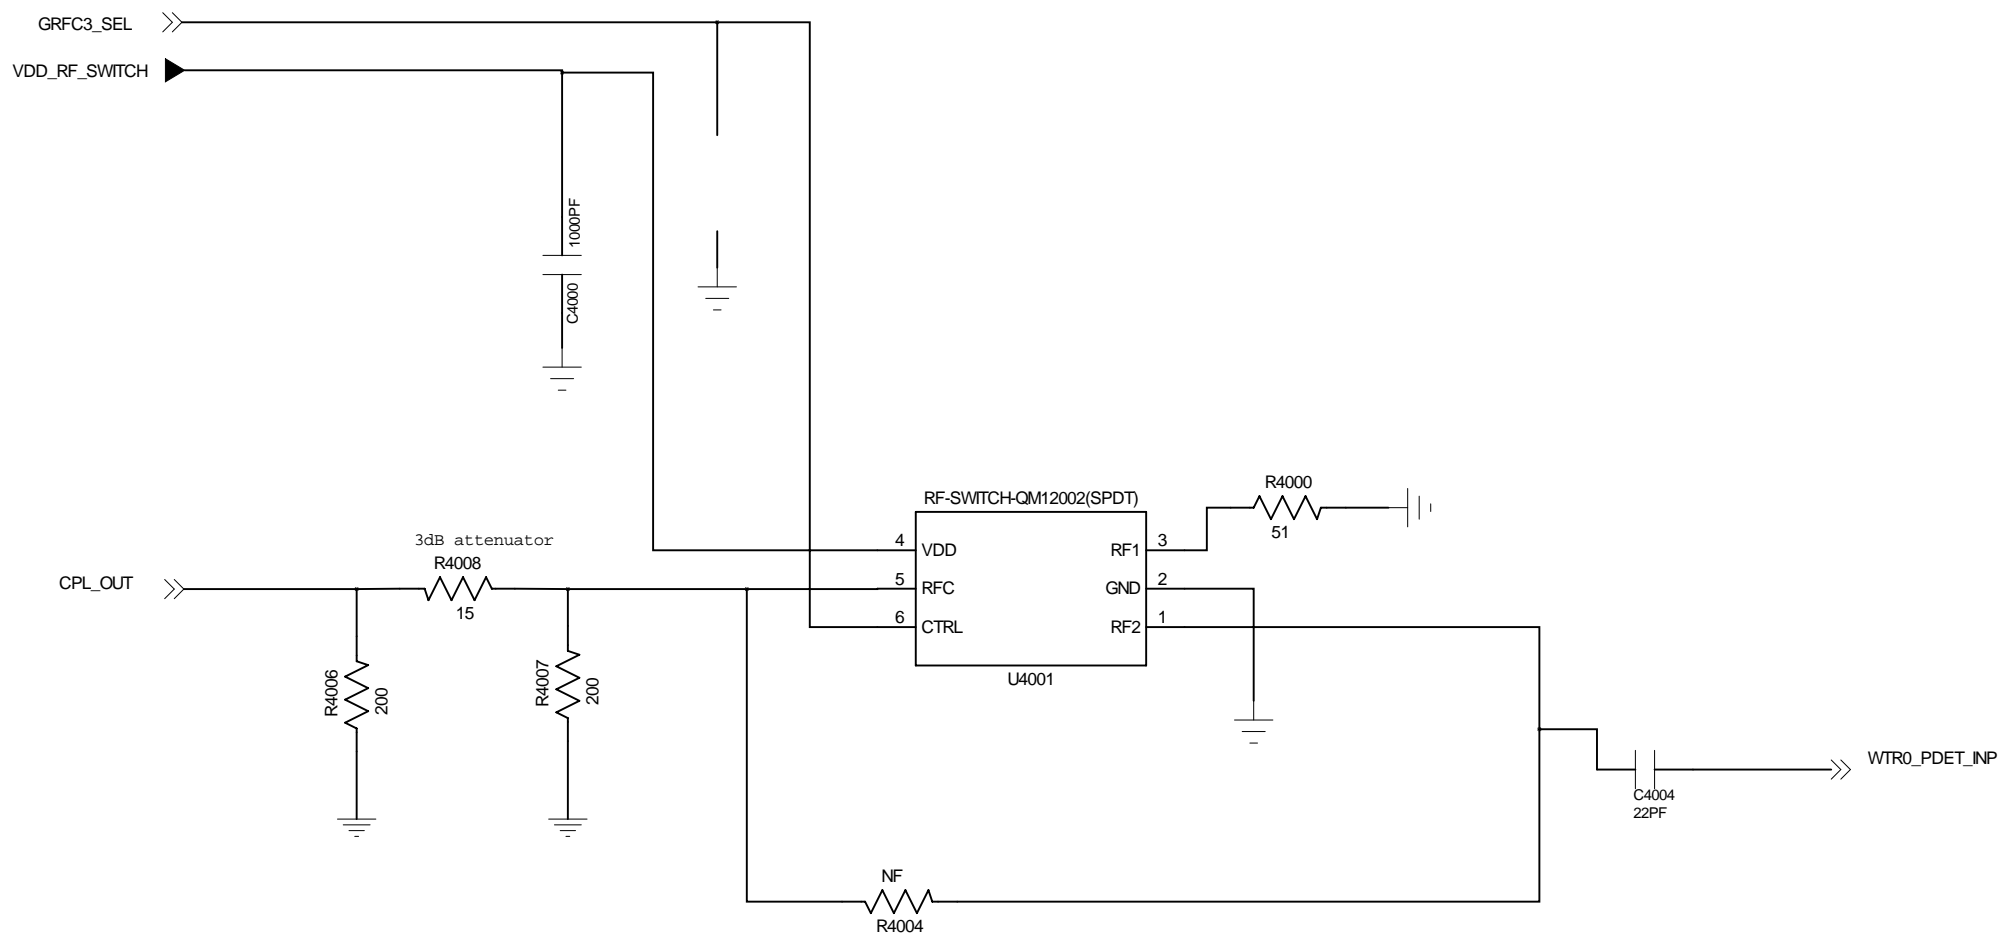 GRFC3_SEL
VDD_RF_SWITCH
1000PF
C4000
R4000
51
RF-SWITCH-QM12002(SPDT)
4
VDD
RF1
3
5
RFC
GND
2
6
CTRL
RF2
1
U4001
3dB attenuator
R4008
15
CPL_OUT
R4006
200
R4007
200
WTR0_PDET_INP
C4004
22PF
NF
R4004